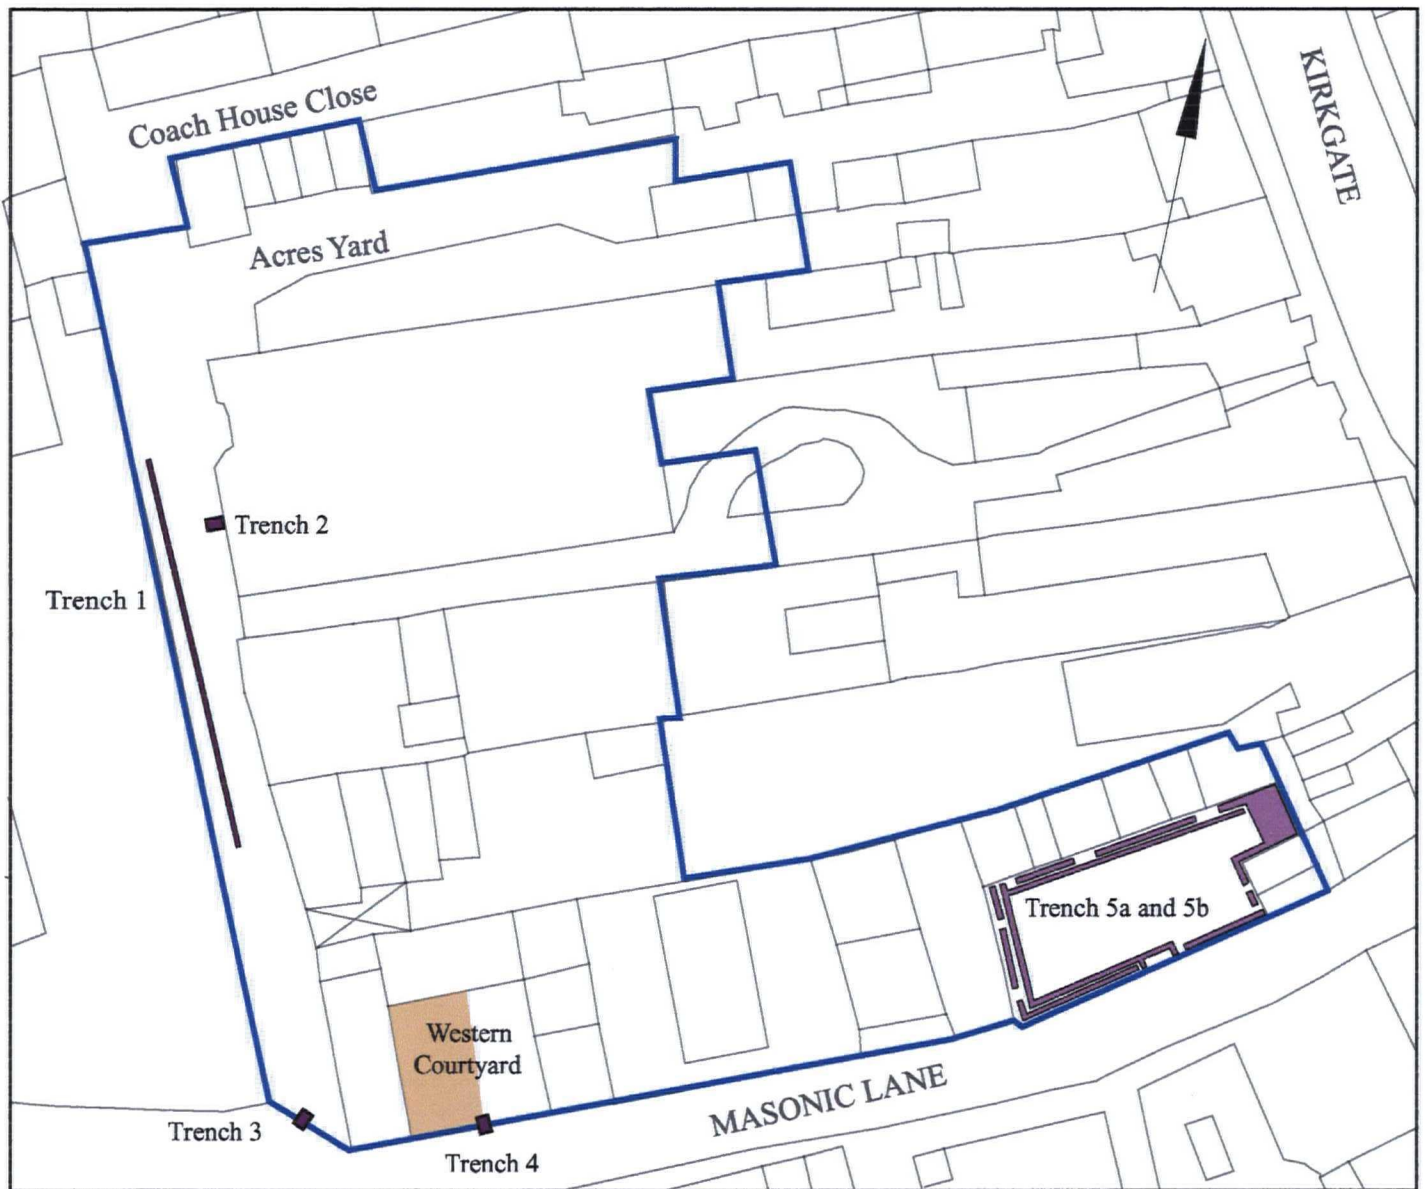 KIRKGATE
Coach House Close
Acres Yard
Trench 2
Trench 1
Trench 5a and 5b
Western
Courtyard
MASONIC LANE
Trench 3
Trench 4